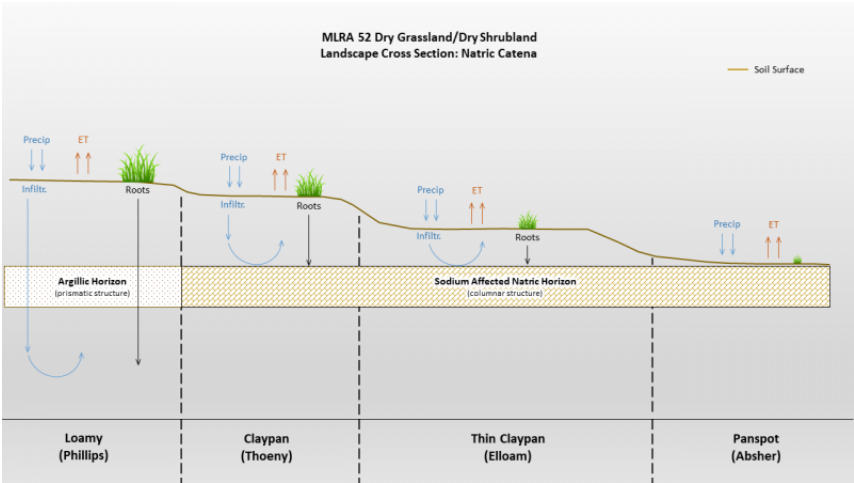 MLRA 52 Dry Grassland/Dry Shrubland
Landscape Cross Section: Natric Catena
Soil Surface
Precip
ET
Infiltr.
Roots
Precip
ET
Infiltr.
Roots
Precip
ET
Infiltr.
Roots
Precip
ET
Argillic Horizon
(prismatic structure)
Sodium Affected Natric Horizon
(columnar structure)
Loamy
(Phillips)
Claypan
(Thoeny)
Thin Claypan
(Elloam)
Panspot
(Absher)